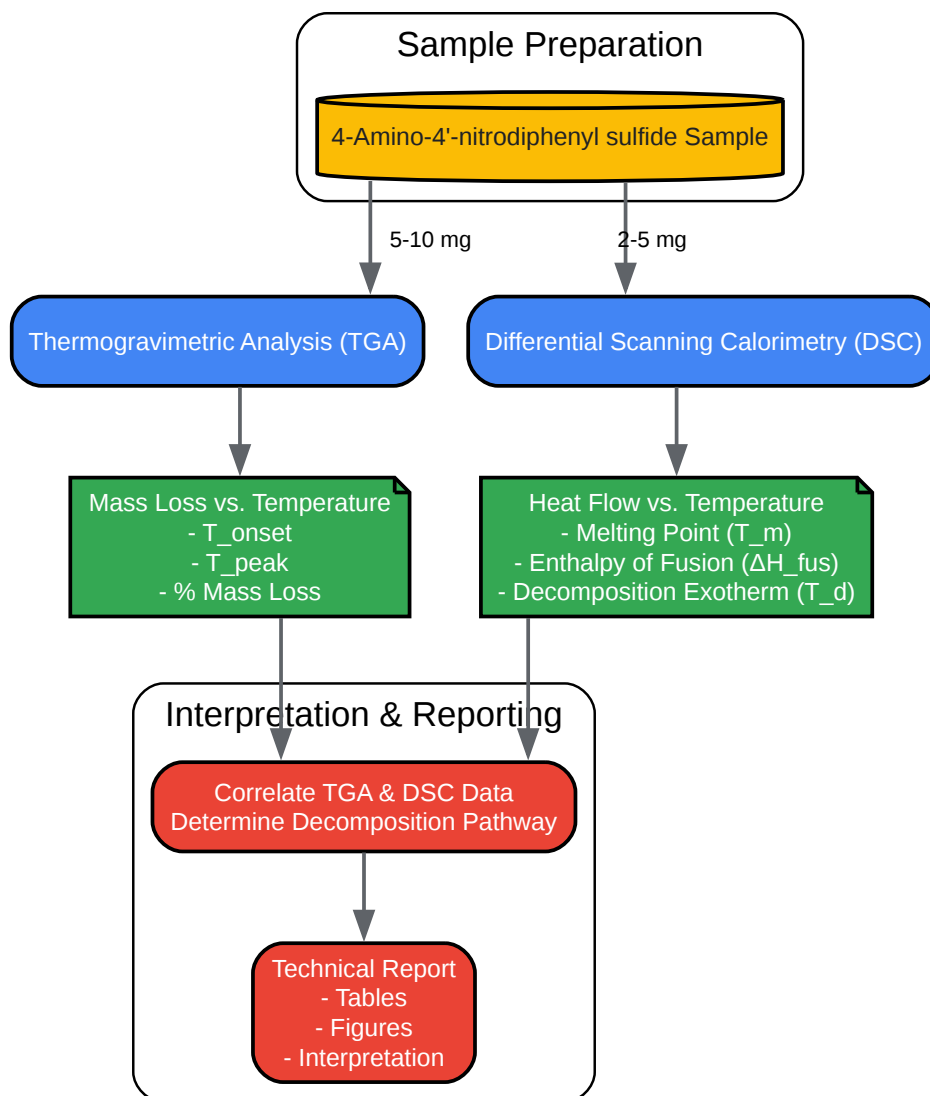 Sample Preparation
4-Amino-4'-nitrodiphenyl sulfide Sample
5-10 mg
2-5 mg
Thermogravimetric Analysis (TGA)
Differential Scanning Calorimetry (DSC)
Mass Loss vs. Temperature
- T_onset
- T_peak
- % Mass Loss
Heat Flow vs. Temperature
- Melting Point (T_m)
- Enthalpy of Fusion (ΔH_fus)
- Decomposition Exotherm (T_d)
Interpretation & Reporting
Correlate TGA & DSC Data
Determine Decomposition Pathway
Technical Report
- Tables
- Figures
- Interpretation